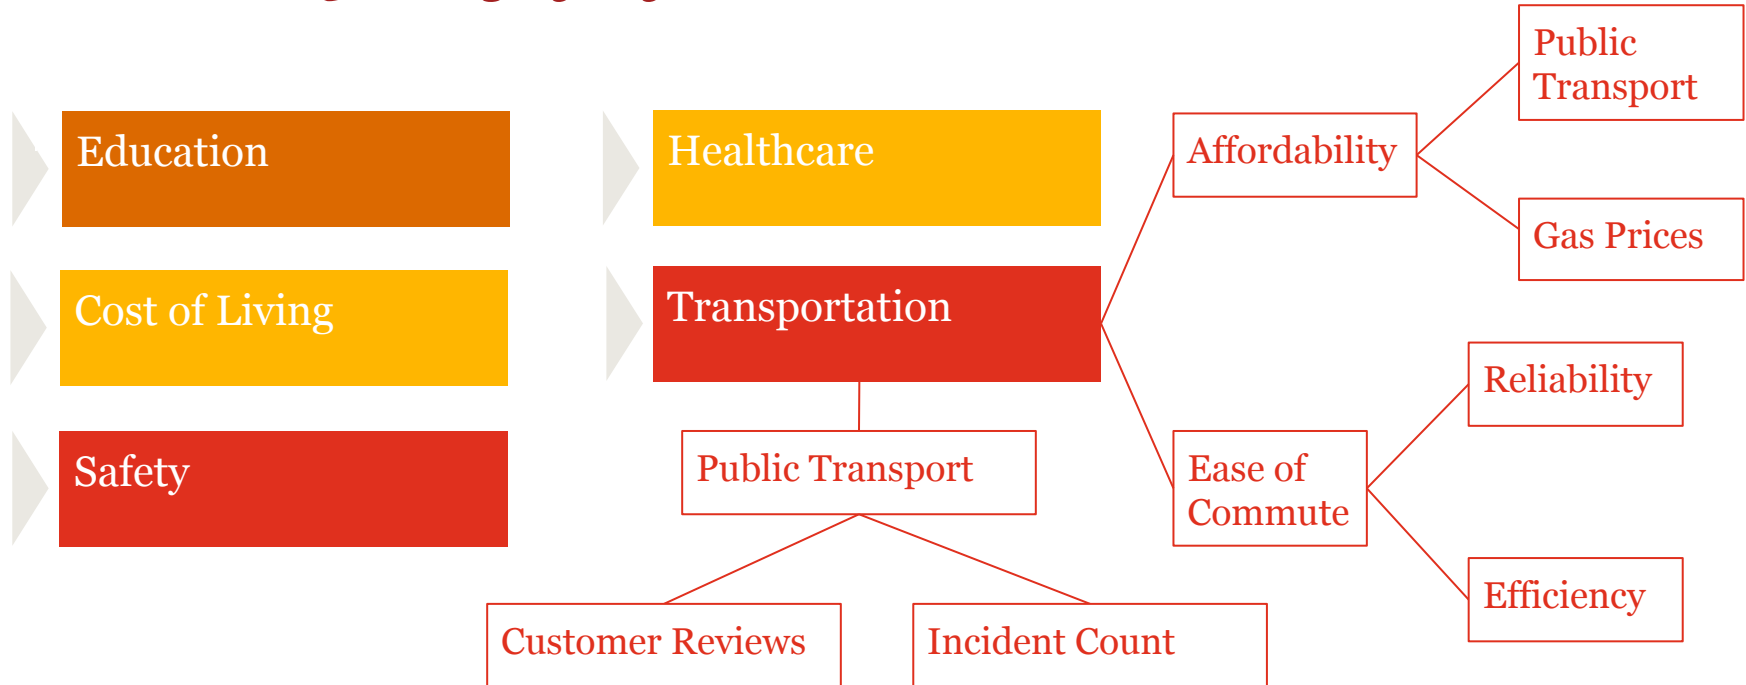 Education
Cost of Living
Safety
Healthcare
Transportation
Public Transport
Customer Reviews
Incident Count
Affordability
Public
Transport
Gas Prices
Ease of
Commute
Reliability
Efficiency